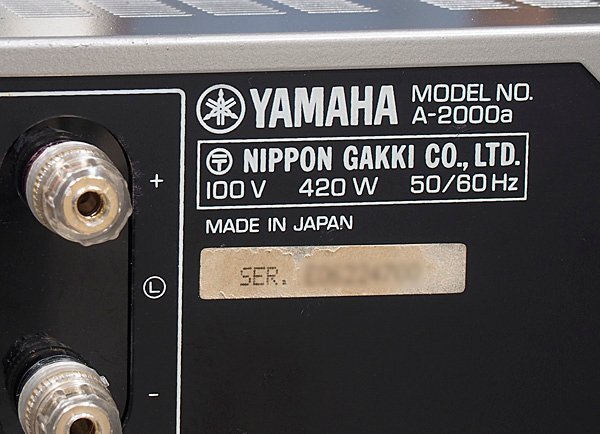 YAMAHA MODEL NO.
A-2000a
〒 NIPPON GAKKI CO., LTD.
100 V 420 W 50/60 Hz
MADE IN JAPAN
SER.
+
L
-